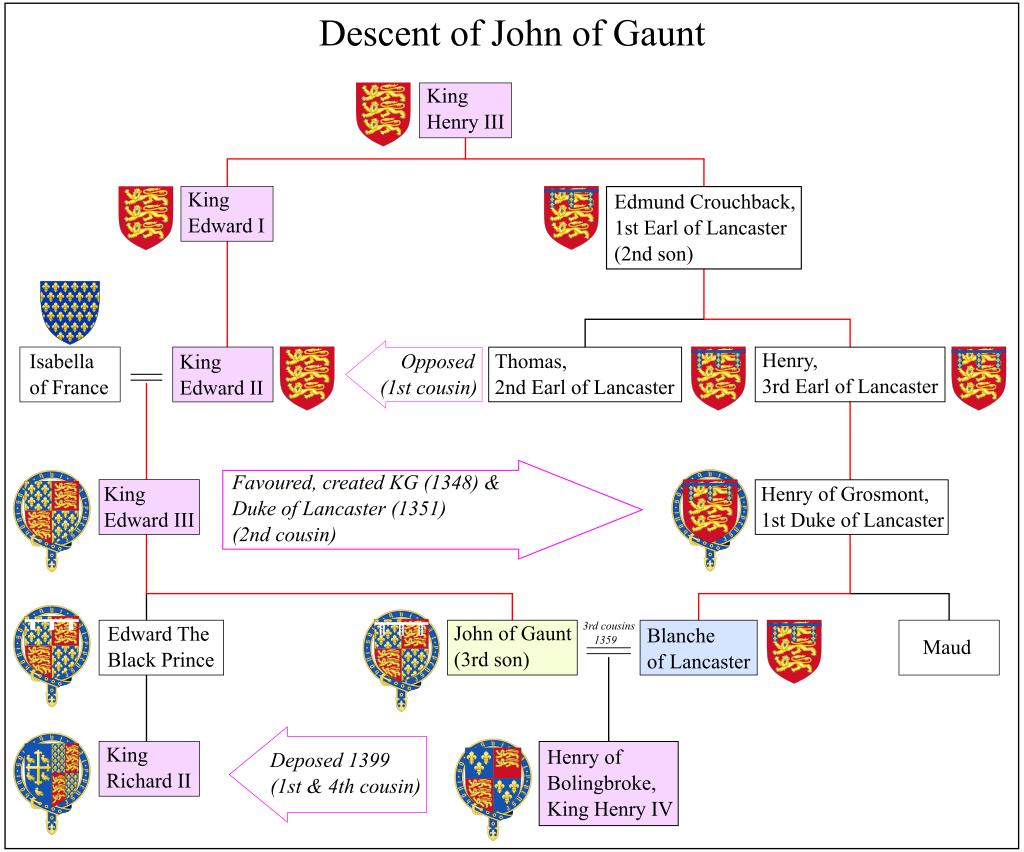 Descent of John of Gaunt
King
Henry III
King
Edward I
Edmund Crouchback,
1st Earl of Lancaster
(2nd son)
Isabella
of France
King
Edward II
Opposed
(1st cousin)
Thomas,
2nd Earl of Lancaster
Henry,
3rd Earl of Lancaster
King
Edward III
Favoured, created KG (1348) &
Duke of Lancaster (1351)
(2nd cousin)
Henry of Grosmont,
1st Duke of Lancaster
Edward The
Black Prince
John of Gaunt
(3rd son)
3rd cousins
1359
Blanche
of Lancaster
Maud
King
Richard II
Deposed 1399
(1st & 4th cousin)
Henry of
Bolingbroke,
King Henry IV